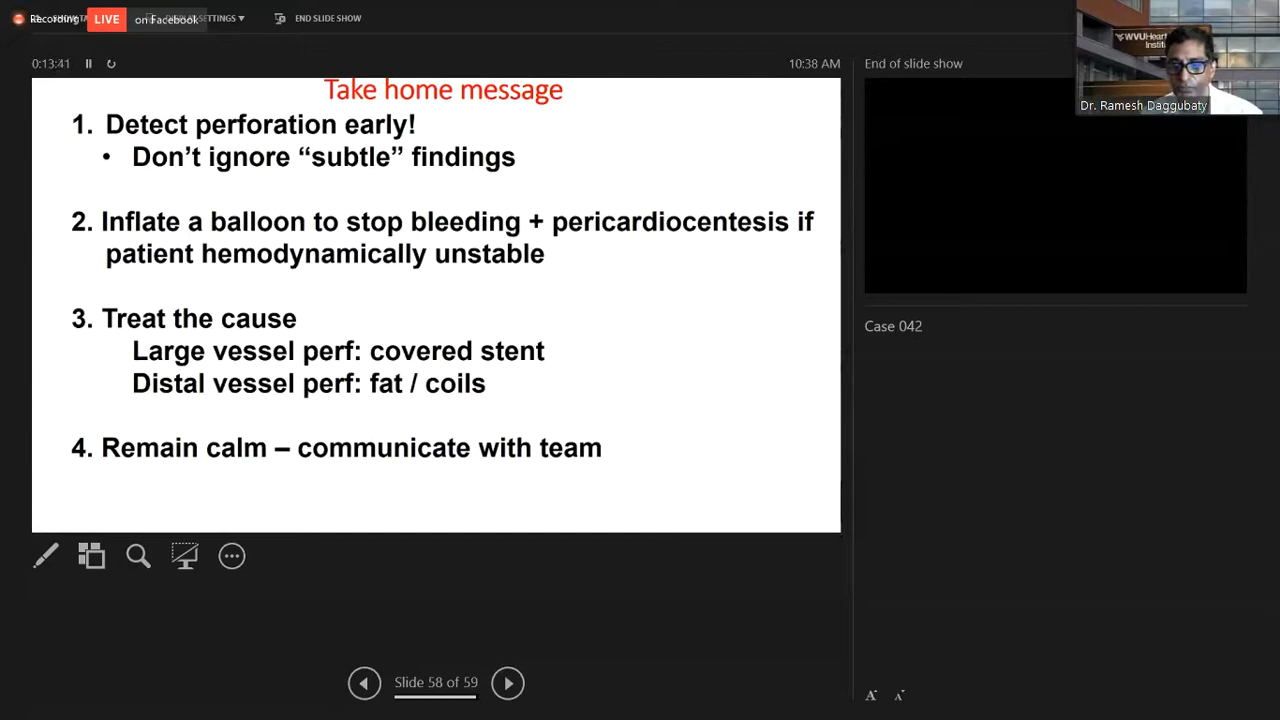 Recording
LIVE
on Facebook
SETTINGS ▼
END SLIDE SHOW
0:13:41
10:38 AM
End of slide show
WVUHeart
Instit
Dr. Ramesh Daggubaty
Take home message
1. Detect perforation early!
• Don’t ignore “subtle” findings
2. Inflate a balloon to stop bleeding + pericardiocentesis if
patient hemodynamically unstable
3. Treat the cause
Large vessel perf: covered stent
Distal vessel perf: fat / coils
4. Remain calm – communicate with team
Case 042
Slide 58 of 59
A A